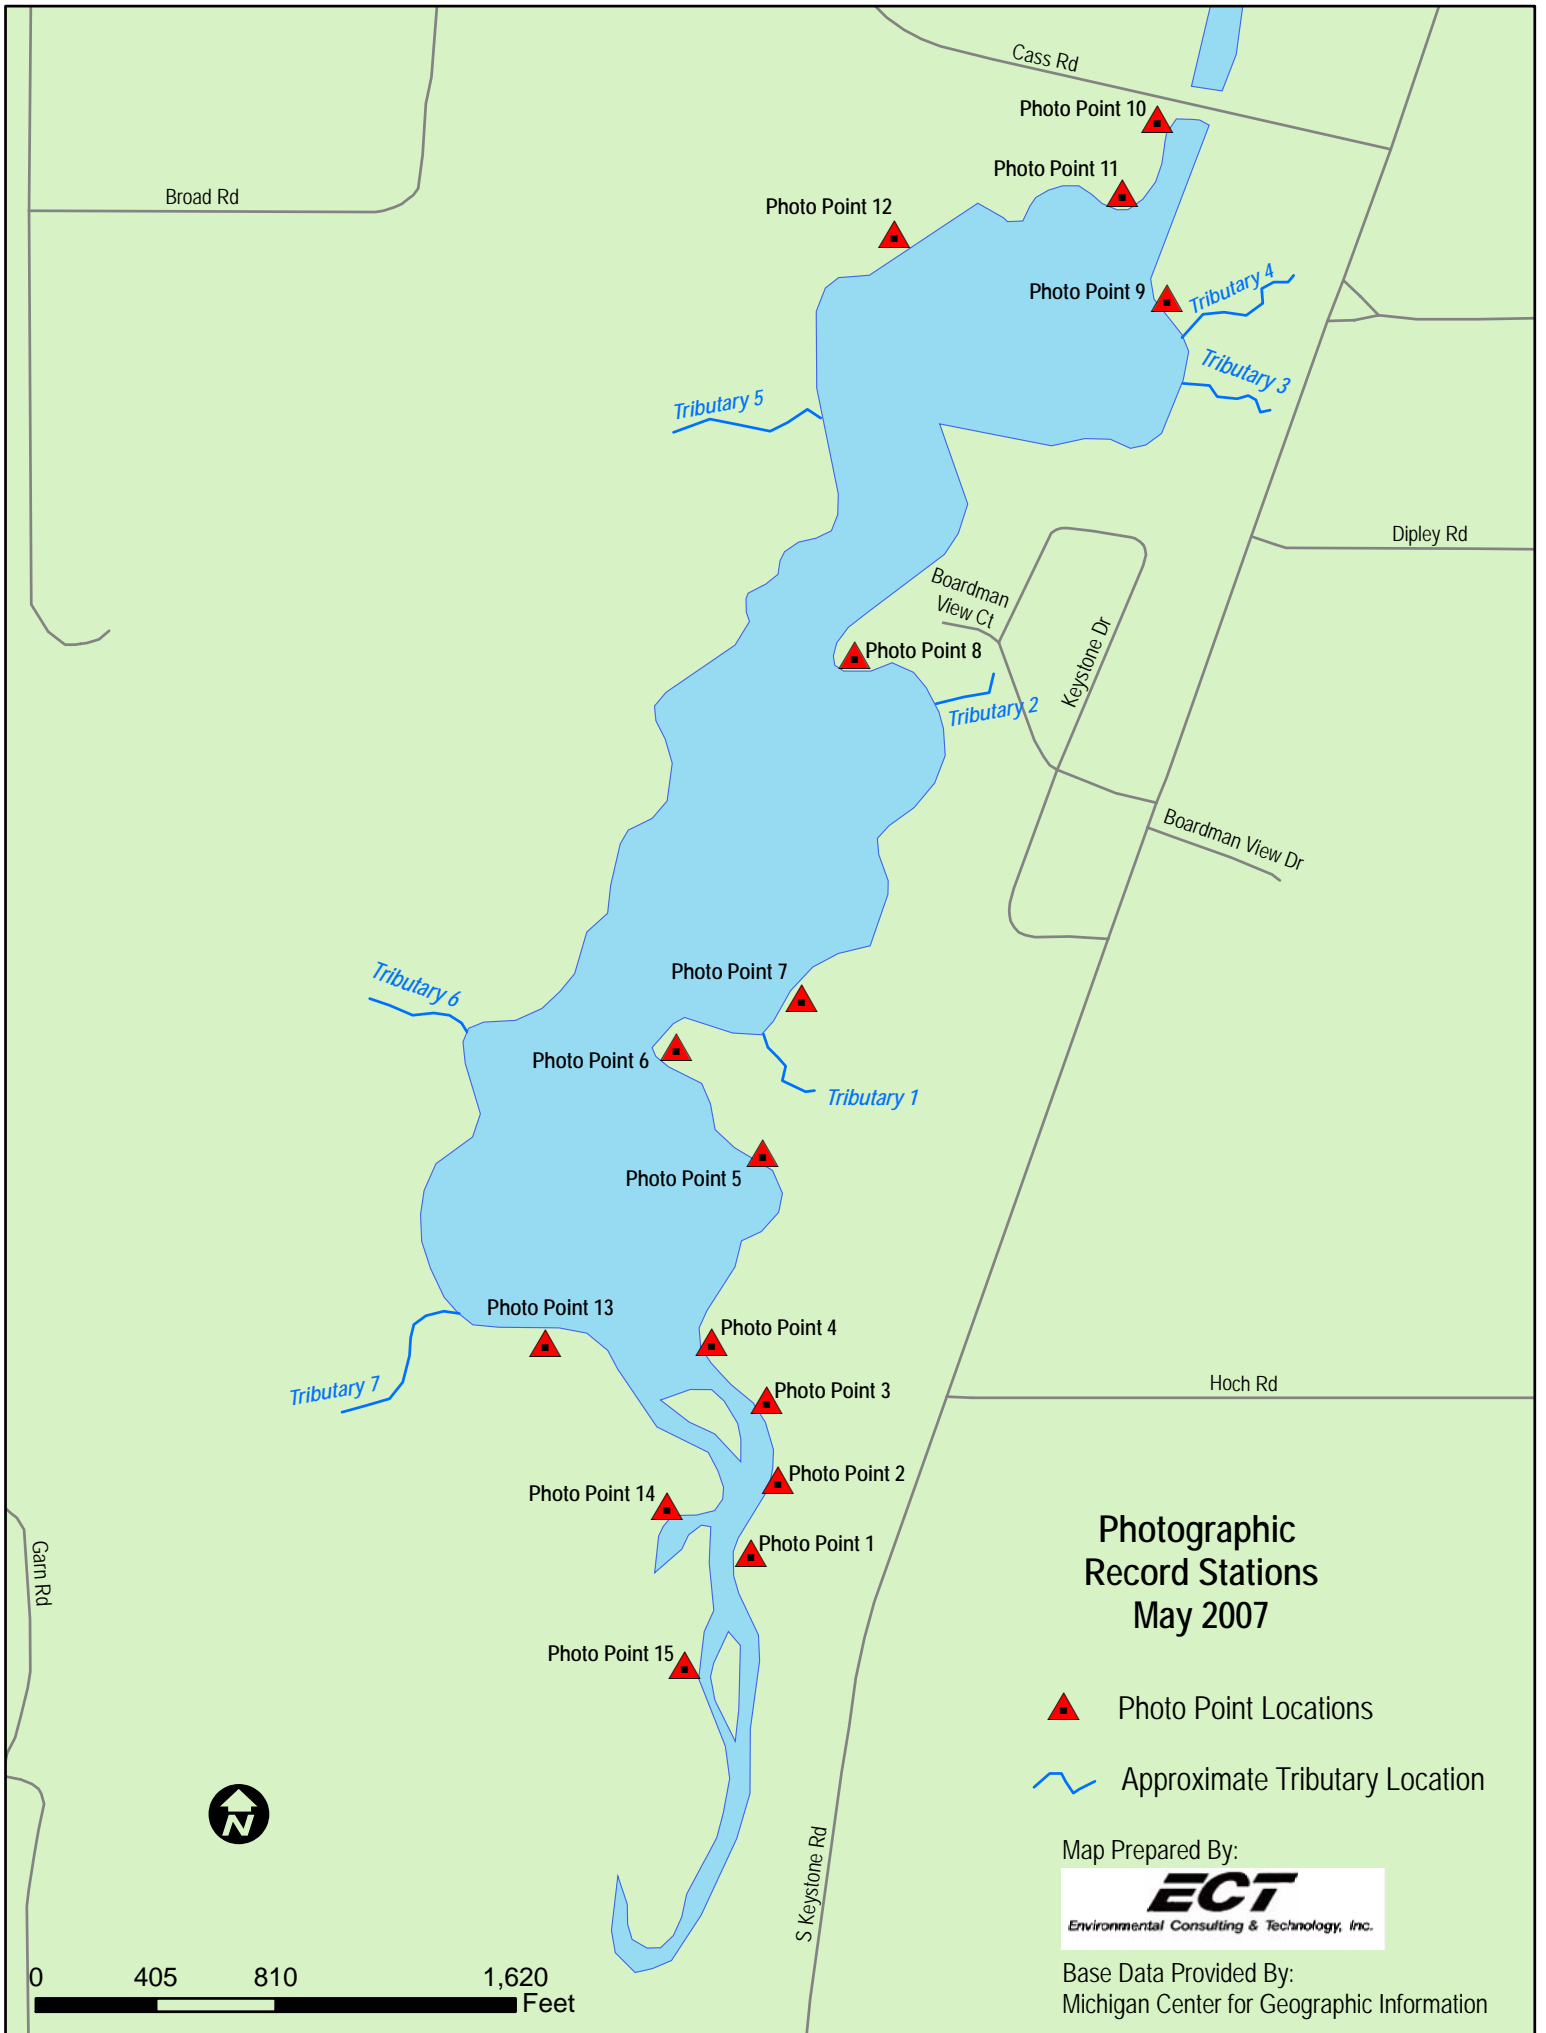 Cass Rd
Photo Point 10
Photo Point 11
Broad Rd
Photo Point 12
Photo Point 9
Tributary 4
Tributary 3
Tributary 5
Dipley Rd
Boardman
View Ct
Keystone Dr
Photo Point 8
Tributary 2
Boardman View Dr
Photo Point 7
Tributary 6
Photo Point 6
Tributary 1
Photo Point 5
Photo Point 13
Photo Point 4
Tributary 7
Photo Point 3
Hoch Rd
Photo Point 2
Photo Point 14
Photo Point 1
Garn Rd
Photo Point 15
S Keystone Rd
Photographic
Record Stations
May 2007
Photo Point Locations
Approximate Tributary Location
Map Prepared By:
ECT
Environmental Consulting & Technology, Inc.
Base Data Provided By:
Michigan Center for Geographic Information
N
0 405 810 1,620
Feet